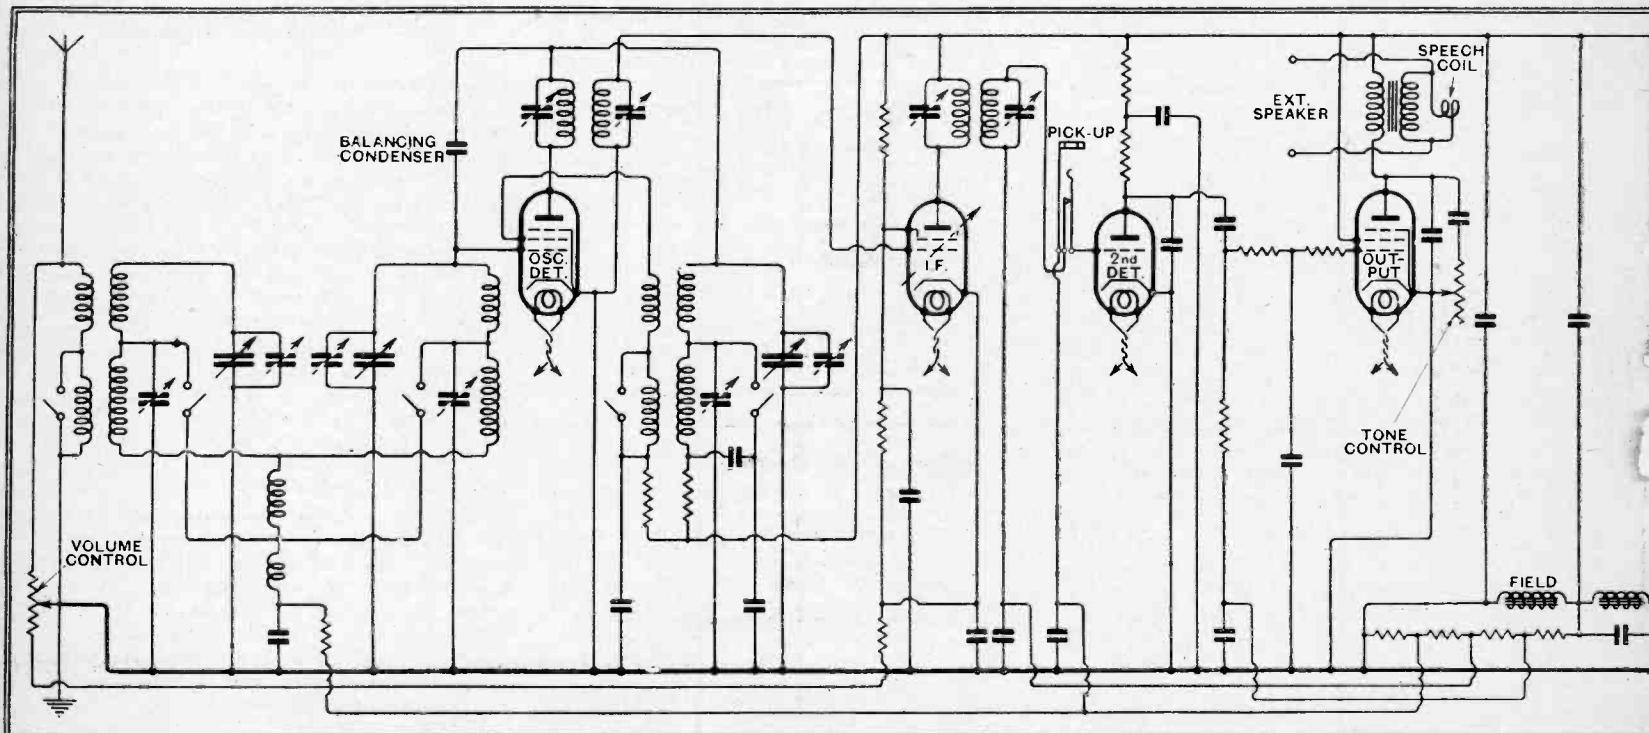 BALANCING
CONDENSER
OSC.
DET.
VOLUME
CONTROL
I.F.
PICK-UP
2nd
DET.
EXT.
SPEAKER
SPEECH
COIL
OUT-
PUT
TONE
CONTROL
FIELD